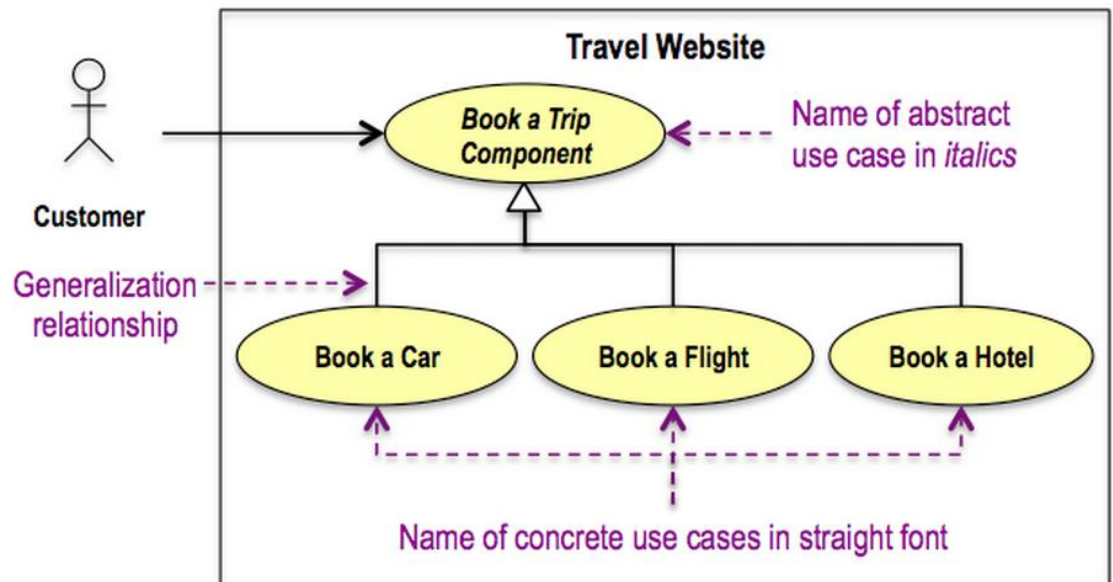 Travel Website
Book a Trip
Component
Name of abstract
use case in italics
Customer
Generalization
relationship
Book a Car
Book a Flight
Book a Hotel
Name of concrete use cases in straight font